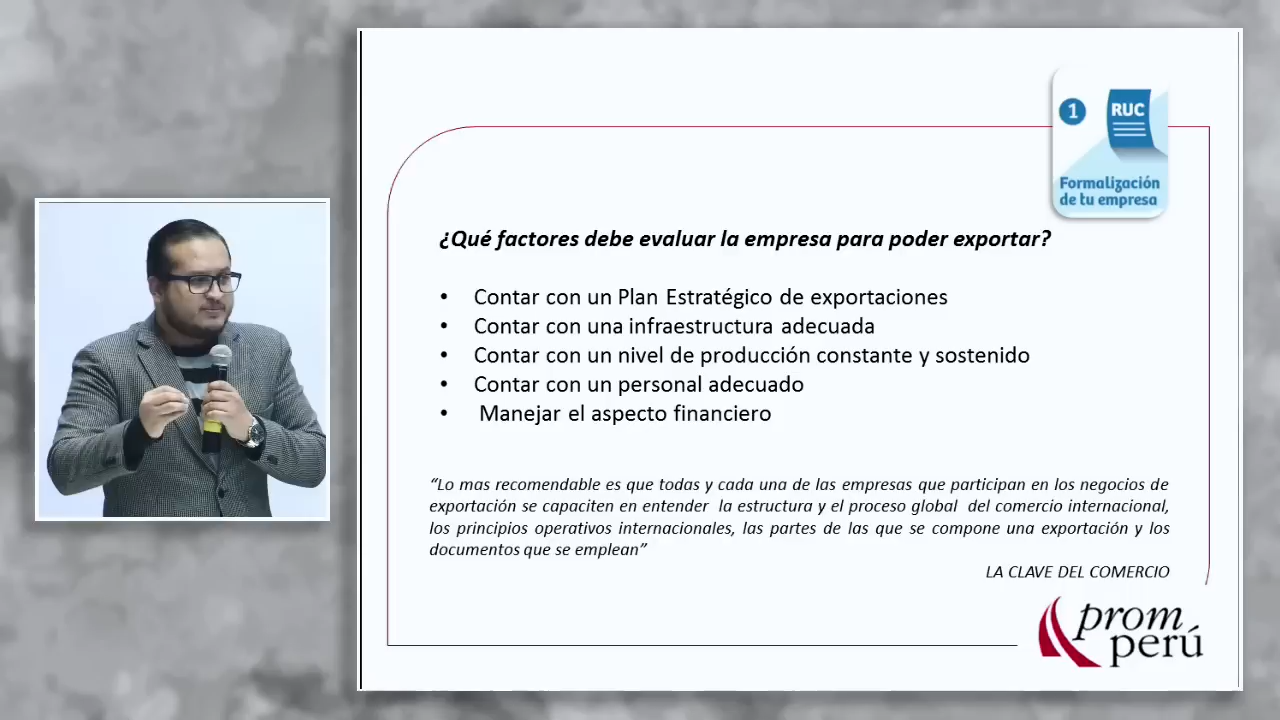 1
RUC
Formalización
de tu empresa
¿Qué factores debe evaluar la empresa para poder exportar?
• Contar con un Plan Estratégico de exportaciones
• Contar con una infraestructura adecuada
• Contar con un nivel de producción constante y sostenido
• Contar con un personal adecuado
• Manejar el aspecto financiero
“Lo mas recomendable es que todas y cada una de las empresas que participan en los negocios de
exportación se capaciten en entender la estructura y el proceso global del comercio internacional,
los principios operativos internacionales, las partes de las que se compone una exportación y los
documentos que se emplean”
LA CLAVE DEL COMERCIO
prom
perú